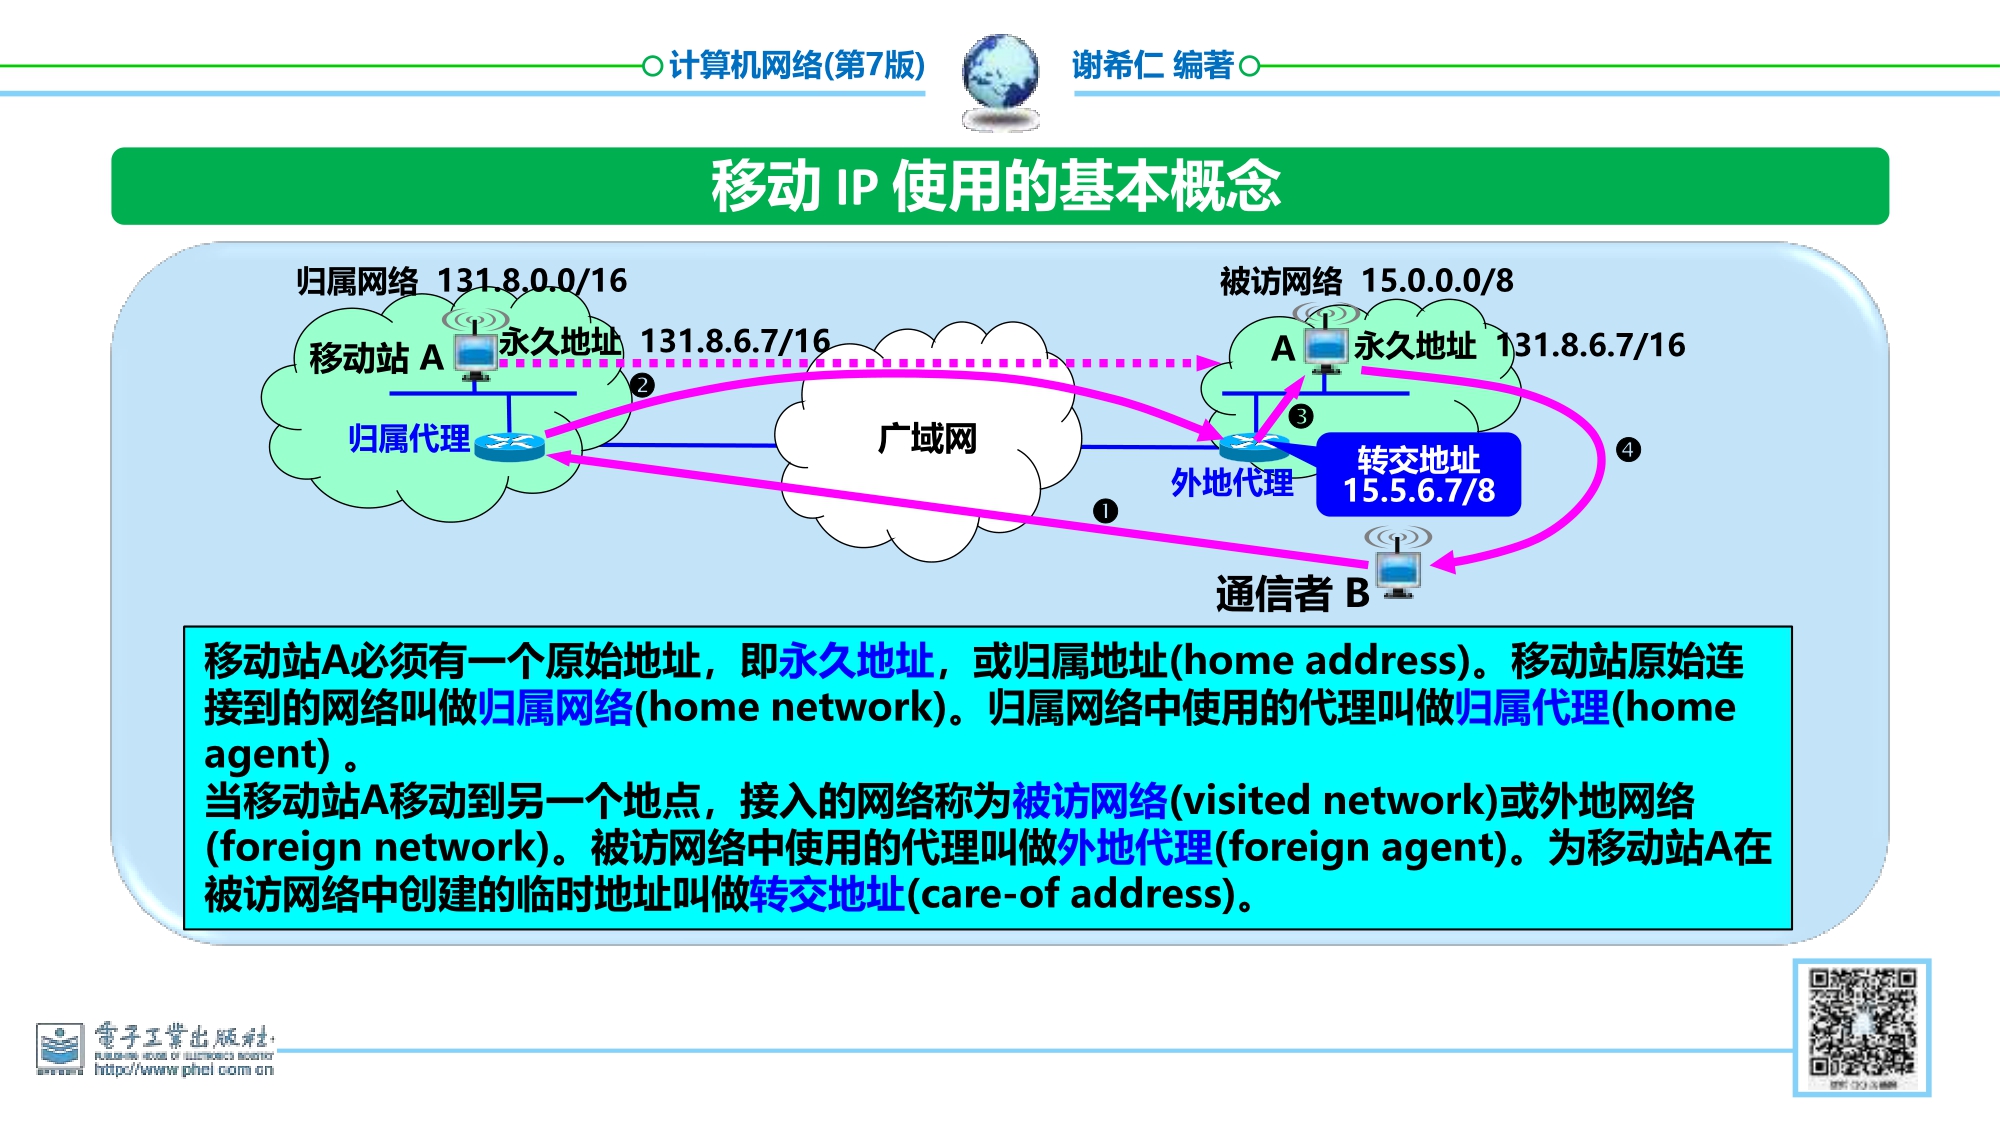 计算机网络(第7版)
谢希仁 编著
移动 IP 使用的基本概念
归属网络 131.8.0.0/16
被访网络 15.0.0.0/8
永久地址 131.8.6.7/16
移动站 A
A
永久地址 131.8.6.7/16
❷
❸
归属代理
广域网
❹
转交地址
15.5.6.7/8
外地代理
❶
通信者 B
移动站A必须有一个原始地址，即永久地址，或归属地址(home address)。移动站原始连
接到的网络叫做归属网络(home network)。归属网络中使用的代理叫做归属代理(home
agent) 。
当移动站A移动到另一个地点，接入的网络称为被访网络(visited network)或外地网络
(foreign network)。被访网络中使用的代理叫做外地代理(foreign agent)。为移动站A在
被访网络中创建的临时地址叫做转交地址(care-of address)。
電子工業出版社
PUBLISHING HOUSE OF ELECTRONICS INDUSTRY
http://www.phei.com.cn